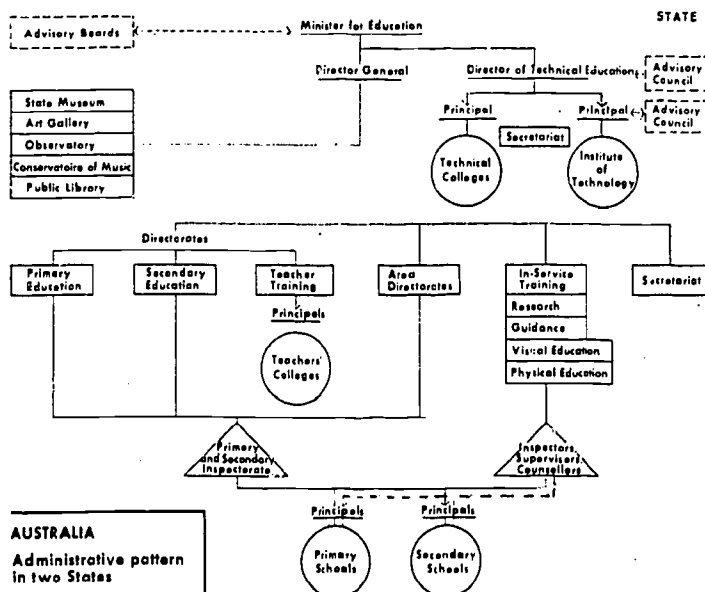 STATE
Advisory Boards
Minister for Education
Director General
Director of Technical Education
Advisory
Council
State Museum
Art Gallery
Observatory
Conservatoire of Music
Public Library
Principal
Principal
Advisory
Council
Secretariat
Technical
Colleges
Institute
of
Technology
Directorates
Primary
Education
Secondary
Education
Teacher
Training
Area
Directorates
In-Service
Training
Secretariat
Research
Guidance
Visual Education
Physical Education
Principals
Teachers'
Colleges
Primary
and Secondary
Inspectorate
Inspectors,
Supervisors,
Counsellers
Principals
Principals
Primary
Schools
Secondary
Schools
AUSTRALIA
Administrative pattern
in two States